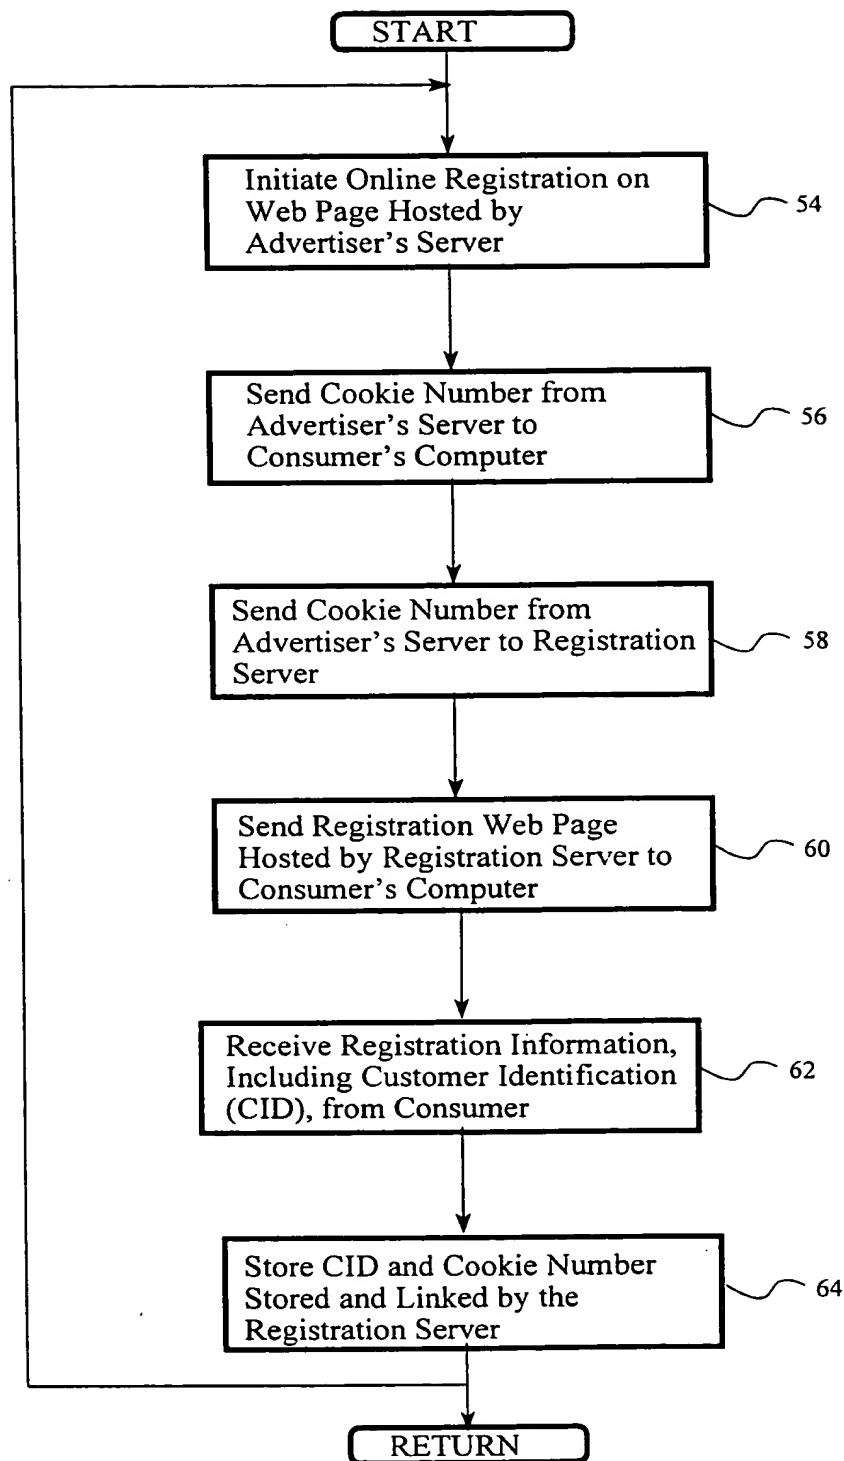 START
Initiate Online Registration on
Web Page Hosted by
Advertiser's Server
54
Send Cookie Number from
Advertiser's Server to
Consumer's Computer
56
Send Cookie Number from
Advertiser's Server to Registration
Server
58
Send Registration Web Page
Hosted by Registration Server to
Consumer's Computer
60
Receive Registration Information,
Including Customer Identification
(CID), from Consumer
62
Store CID and Cookie Number
Stored and Linked by the
Registration Server
64
RETURN